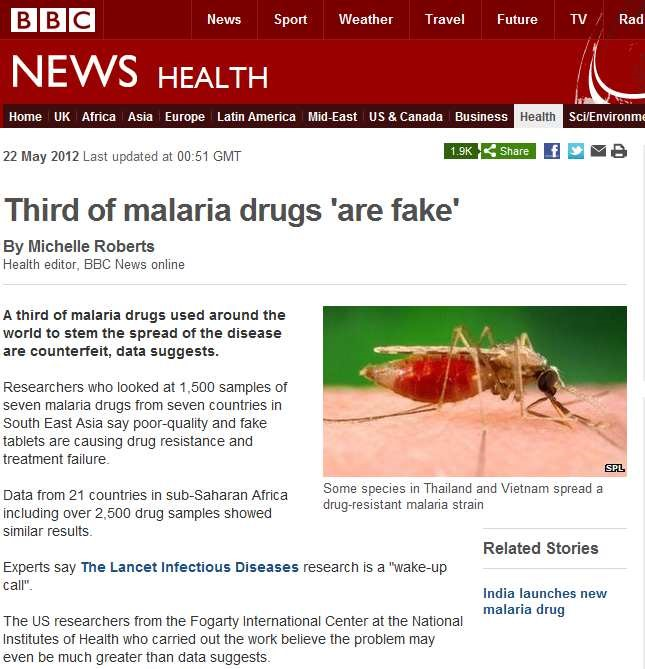 BBC
News Sport Weather Travel Future TV Rad
NEWS HEALTH
Home UK Africa Asia Europe Latin America Mid-East US & Canada Business Health Sci/Environme
22 May 2012 Last updated at 00:51 GMT
1.9K Share
Third of malaria drugs 'are fake'
By Michelle Roberts
Health editor, BBC News online
A third of malaria drugs used around the
world to stem the spread of the disease
are counterfeit, data suggests.
Researchers who looked at 1,500 samples of
seven malaria drugs from seven countries in
South East Asia say poor-quality and fake
tablets are causing drug resistance and
treatment failure.
Data from 21 countries in sub-Saharan Africa
including over 2,500 drug samples showed
similar results.
Experts say The Lancet Infectious Diseases research is a "wake-up
call".
The US researchers from the Fogarty International Center at the National
Institutes of Health who carried out the work believe the problem may
even be much greater than data suggests.
SPL
Some species in Thailand and Vietnam spread a
drug-resistant malaria strain
Related Stories
India launches new
malaria drug